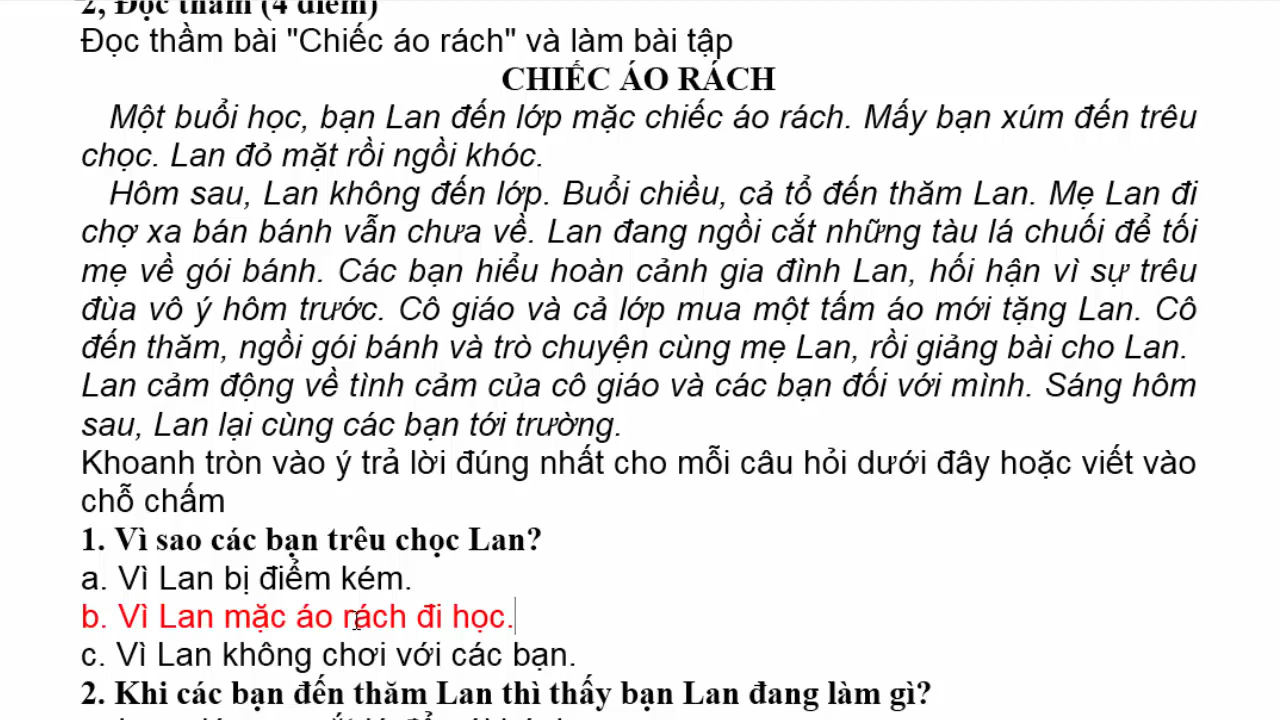 2, Đọc thầm (4 điểm)
Đọc thầm bài "Chiếc áo rách" và làm bài tập
CHIẾC ÁO RÁCH
Một buổi học, bạn Lan đến lớp mặc chiếc áo rách. Mấy bạn xúm đến trêu
chọc. Lan đỏ mặt rồi ngồi khóc.
Hôm sau, Lan không đến lớp. Buổi chiều, cả tổ đến thăm Lan. Mẹ Lan đi
chợ xa bán bánh vẫn chưa về. Lan đang ngồi cắt những tàu lá chuối để tối
mẹ về gói bánh. Các bạn hiểu hoàn cảnh gia đình Lan, hối hận vì sự trêu
đùa vô ý hôm trước. Cô giáo và cả lớp mua một tấm áo mới tặng Lan. Cô
đến thăm, ngồi gói bánh và trò chuyện cùng mẹ Lan, rồi giảng bài cho Lan.
Lan cảm động về tình cảm của cô giáo và các bạn đối với mình. Sáng hôm
sau, Lan lại cùng các bạn tới trường.
Khoanh tròn vào ý trả lời đúng nhất cho mỗi câu hỏi dưới đây hoặc viết vào
chỗ chấm
1. Vì sao các bạn trêu chọc Lan?
a. Vì Lan bị điểm kém.
b. Vì Lan mặc áo rách đi học.
c. Vì Lan không chơi với các bạn.
2. Khi các bạn đến thăm Lan thì thấy bạn Lan đang làm gì?